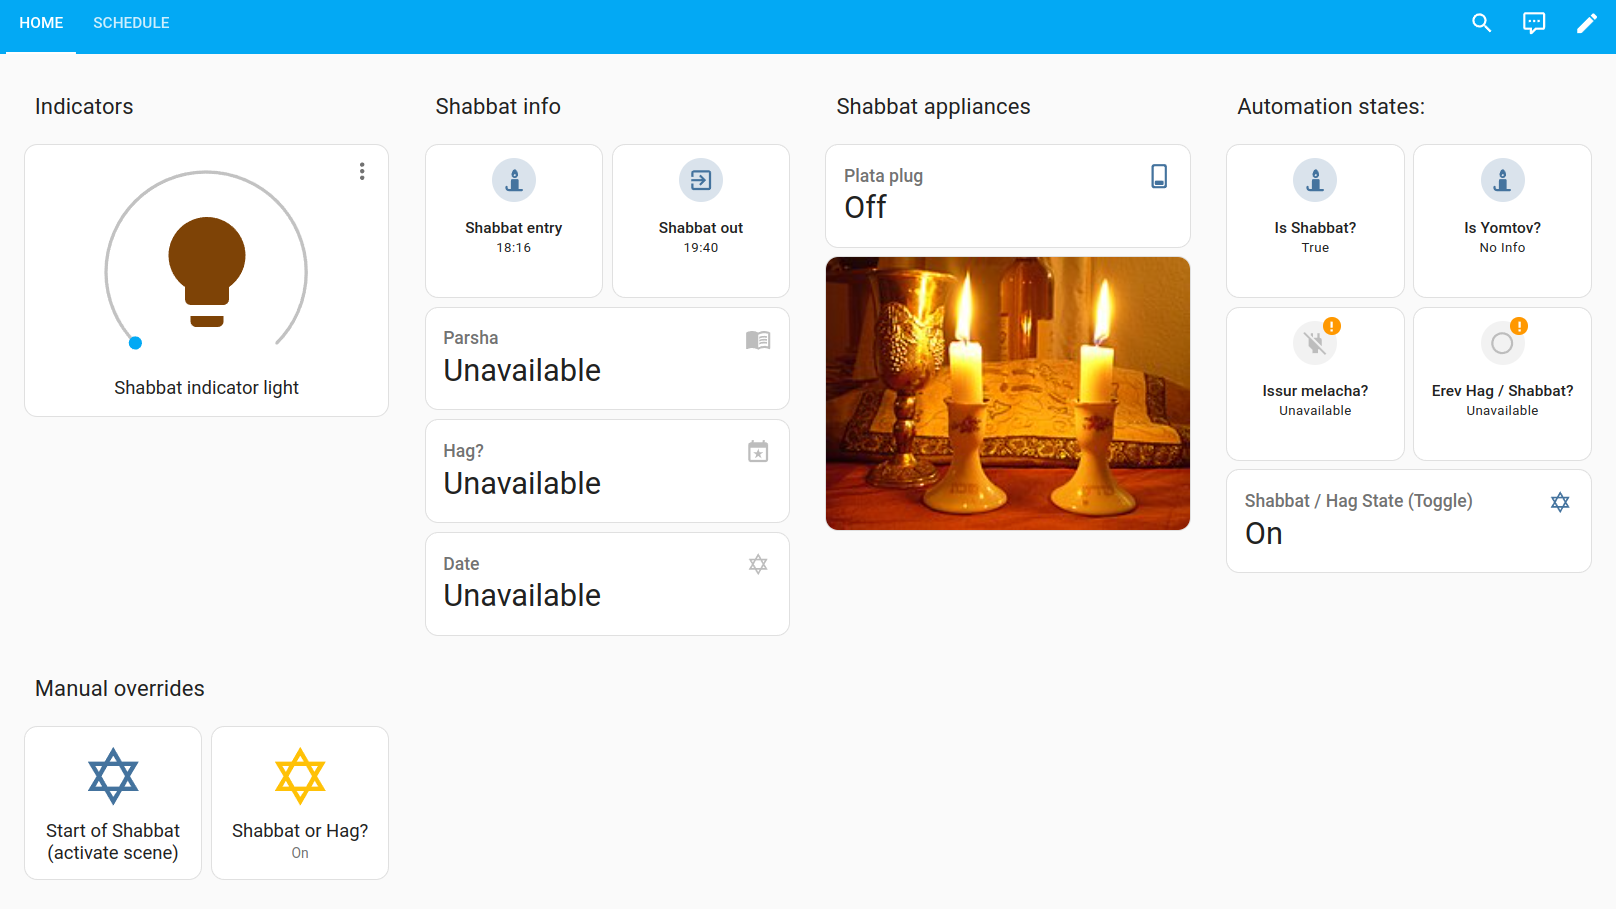 HOME
SCHEDULE
Indicators
Shabbat indicator light
Shabbat info
Shabbat entry
18:16
Shabbat out
19:40
Parsha
Unavailable
Hag?
Unavailable
Date
Unavailable
Shabbat appliances
Plata plug
Off
Automation states:
Is Shabbat?
True
Is Yomtov?
No Info
Issur melacha?
Unavailable
Erev Hag / Shabbat?
Unavailable
Shabbat / Hag State (Toggle)
On
Manual overrides
Start of Shabbat
(activate scene)
Shabbat or Hag?
On